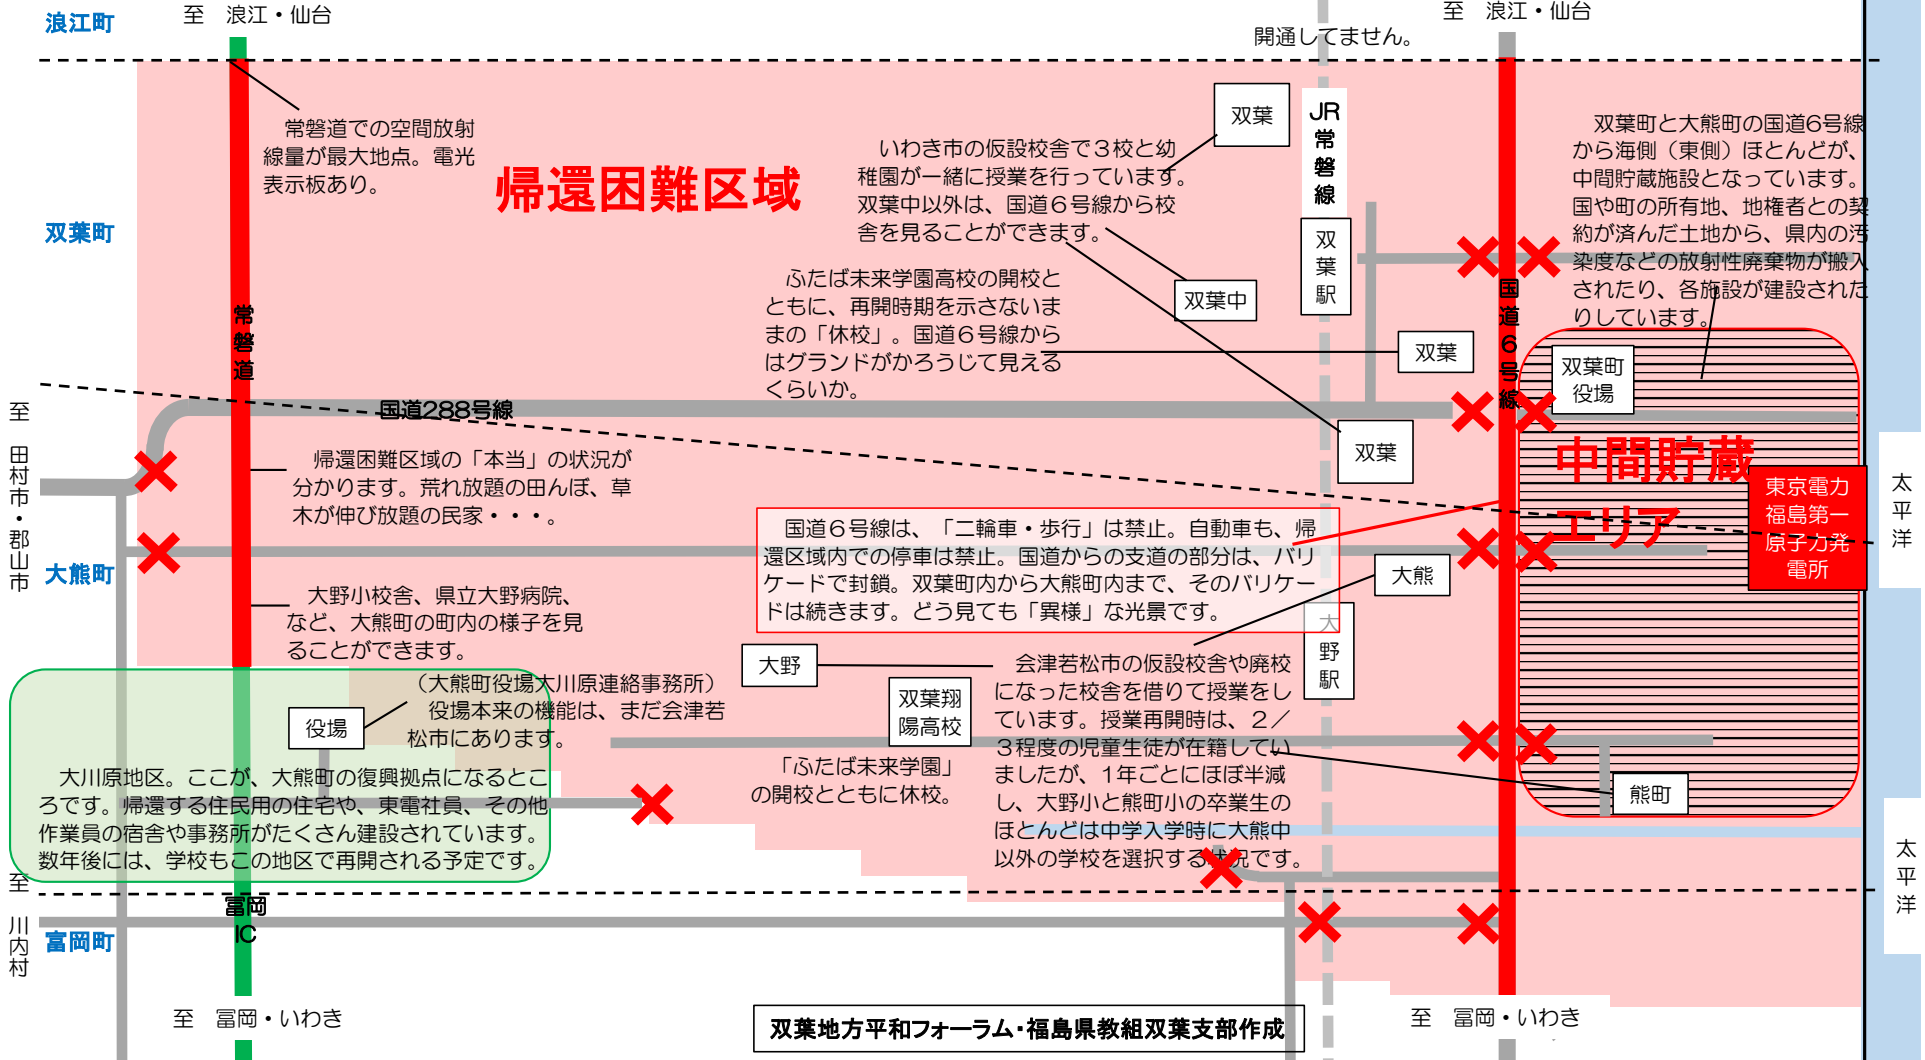 浪江町
至　浪江・仙台
至　浪江・仙台
開通してません。
常磐道での空間放射
線量が最大地点。電光
表示板あり。
帰還困難区域
双葉
JR
常
磐
線
いわき市の仮設校舎で３校と幼
稚園が一緒に授業を行っています。
双葉中以外は、国道６号線から校
舎を見ることができます。
双葉町と大熊町の国道6号線
から海側（東側）ほとんどが、
中間貯蔵施設となっています。
国や町の所有地、地権者との契
約が済んだ土地から、県内の汚
染度などの放射性廃棄物が搬入
されたり、各施設が建設された
りしています。
双葉町
双
葉
駅
双葉中
ふたば未来学園高校の開校と
ともに、再開時期を示さないま
まの「休校」。国道６号線から
はグランドがかろうじて見える
くらいか。
常
磐
道
国
道
６
号
線
双葉
双葉町
役場
国道288号線
双葉
至
田
村
市
・
郡
山
市
帰還困難区域の「本当」の状況が
分かります。荒れ放題の田んぼ、草
木が伸び放題の民家・・・。
中間貯蔵
エリア
東京電力
福島第一
原子力発
電所
太
平
洋
国道６号線は、「二輪車・歩行」は禁止。自動車も、帰
還区域内での停車は禁止。国道からの支道の部分は、バリ
ケードで封鎖。双葉町内から大熊町内まで、そのバリケー
ドは続きます。どう見ても「異様」な光景です。
大熊町
大熊
大野小校舎、県立大野病院、
など、大熊町の町内の様子を見
ることができます。
大
野
駅
大野
双葉翔
陽高校
会津若松市の仮設校舎や廃校
になった校舎を借りて授業をし
ています。授業再開時は、２／
３程度の児童生徒が在籍してい
ましたが、１年ごとにほぼ半減
し、大野小と熊町小の卒業生の
ほとんどは中学入学時に大熊中
以外の学校を選択する状況です。
（大熊町役場大川原連絡事務所）
役場本来の機能は、まだ会津若
松市にあります。
役場
「ふたば未来学園」
の開校とともに休校。
熊町
大川原地区。ここが、大熊町の復興拠点になるとこ
ろです。帰還する住民用の住宅や、東電社員、その他
作業員の宿舎や事務所がたくさん建設されています。
数年後には、学校もこの地区で再開される予定です。
太
平
洋
至
川
内
村
富岡
IC
富岡町
至　富岡・いわき
双葉地方平和フォーラム・福島県教組双葉支部作成
至　富岡・いわき